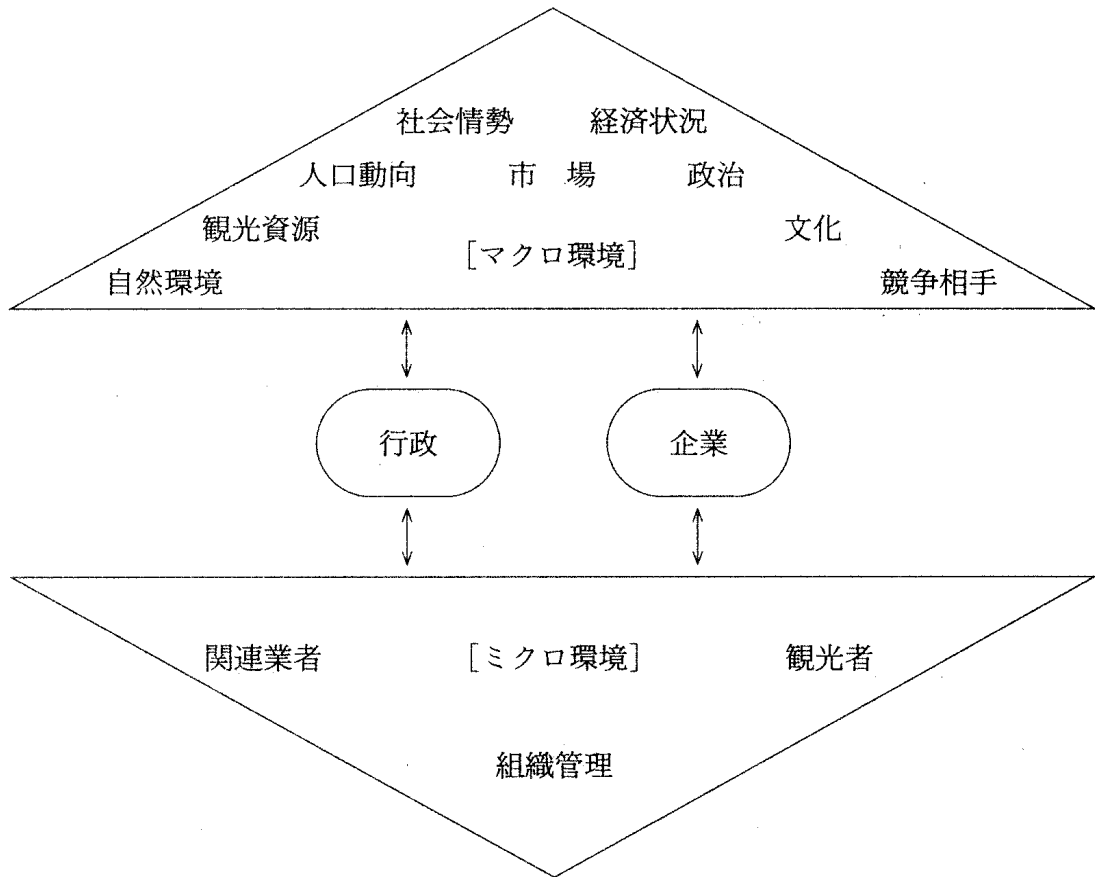 社会情勢 経済状況
人口動向 市 場 政治
観光資源 文化
[マクロ環境]
自然環境 競争相手
行政 企業
関連業者 [ミクロ環境] 観光者
組織管理